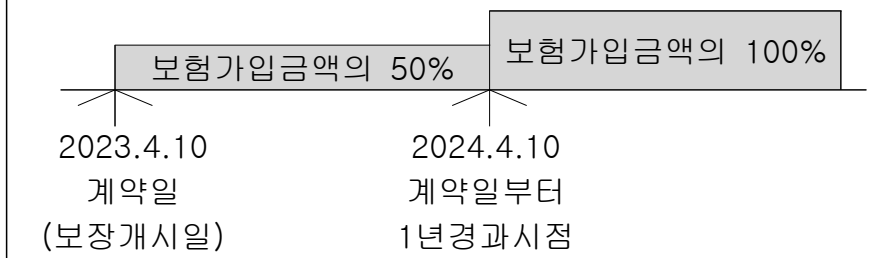 보험가입금액의 50%
보험가입금액의 100%
2023.4.10
계약일
(보장개시일)
2024.4.10
계약일부터
1년경과시점